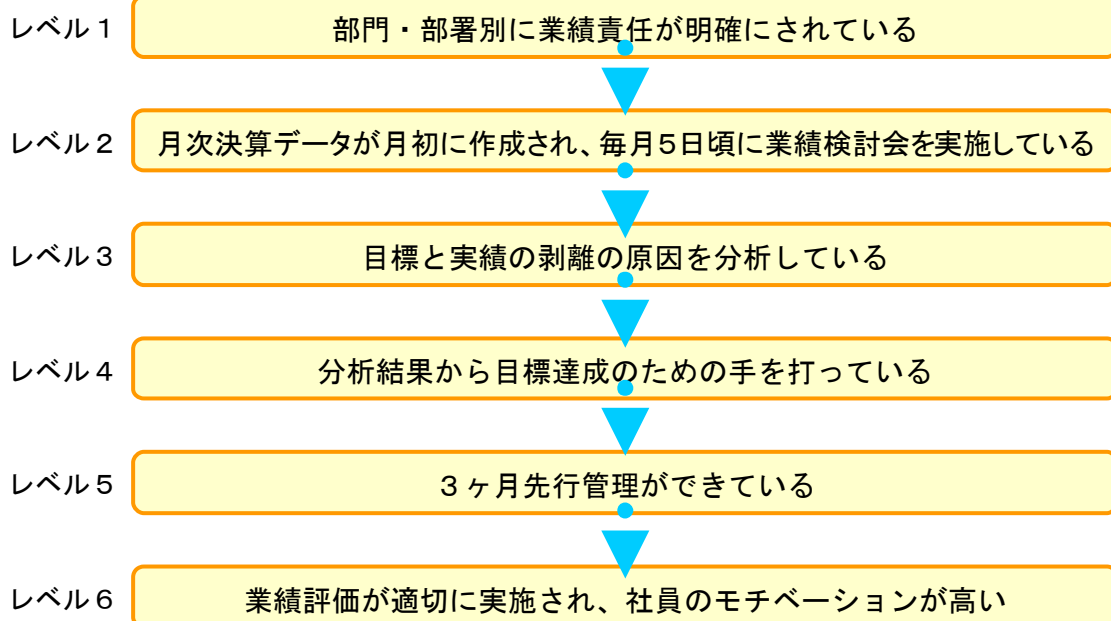 レベル１ 部門・部署別に業績責任が明確にされている
レベル２ 月次決算データが月初に作成され、毎月５日頃に業績検討会を実施している
レベル３ 目標と実績の剥離の原因を分析している
レベル４ 分析結果から目標達成のための手を打っている
レベル５ ３ヶ月先行管理ができている
レベル６ 業績評価が適切に実施され、社員のモチベーションが高い